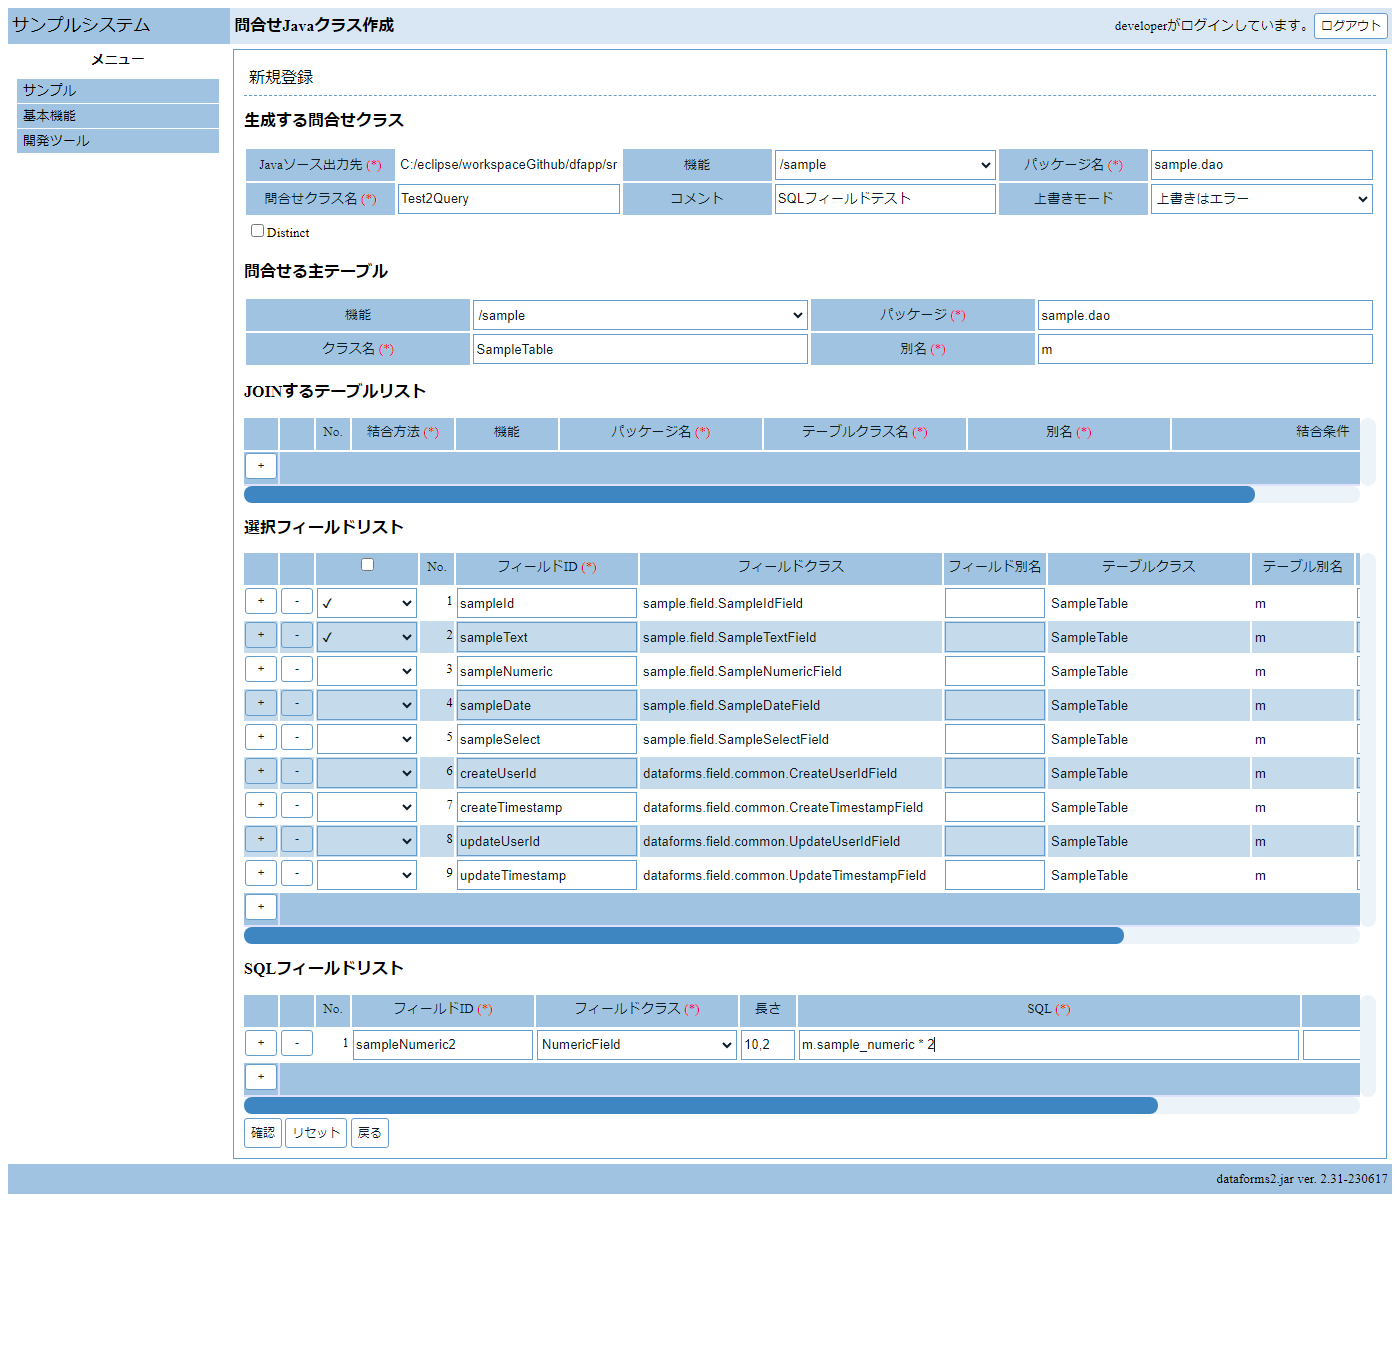 サンプルシステム 問合せJavaクラス作成 developerがログインしています。 ログアウト
メニュー
サンプル
基本機能
開発ツール
新規登録
生成する問合せクラス
Javaソース出力先 (*) C:/eclipse/workspaceGithub/dfapp/sr 機能 /sample パッケージ名 (*) sample.dao
問合せクラス名 (*) Test2Query コメント SQLフィールドテスト 上書きモード 上書きはエラー
Distinct
問合せる主テーブル
機能 /sample パッケージ (*) sample.dao
クラス名 (*) SampleTable 別名 (*) m
JOINするテーブルリスト
No. 結合方法 (*) 機能 パッケージ名 (*) テーブルクラス名 (*) 別名 (*) 結合条件
+
選択フィールドリスト
No. フィールドID (*) フィールドクラス フィールド別名 テーブルクラス テーブル別名
+ - ✓ 1 sampleId sample.field.SampleIdField SampleTable m
+ - ✓ 2 sampleText sample.field.SampleTextField SampleTable m
+ - 3 sampleNumeric sample.field.SampleNumericField SampleTable m
+ - 4 sampleDate sample.field.SampleDateField SampleTable m
+ - 5 sampleSelect sample.field.SampleSelectField SampleTable m
+ - 6 createUserId dataforms.field.common.CreateUserIdField SampleTable m
+ - 7 createTimestamp dataforms.field.common.CreateTimestampField SampleTable m
+ - 8 updateUserId dataforms.field.common.UpdateUserIdField SampleTable m
+ - 9 updateTimestamp dataforms.field.common.UpdateTimestampField SampleTable m
+
SQLフィールドリスト
No. フィールドID (*) フィールドクラス (*) 長さ SQL (*)
+ - 1 sampleNumeric2 NumericField 10,2 m.sample_numeric * 2
+
確認 リセット 戻る
dataforms2.jar ver. 2.31-230617